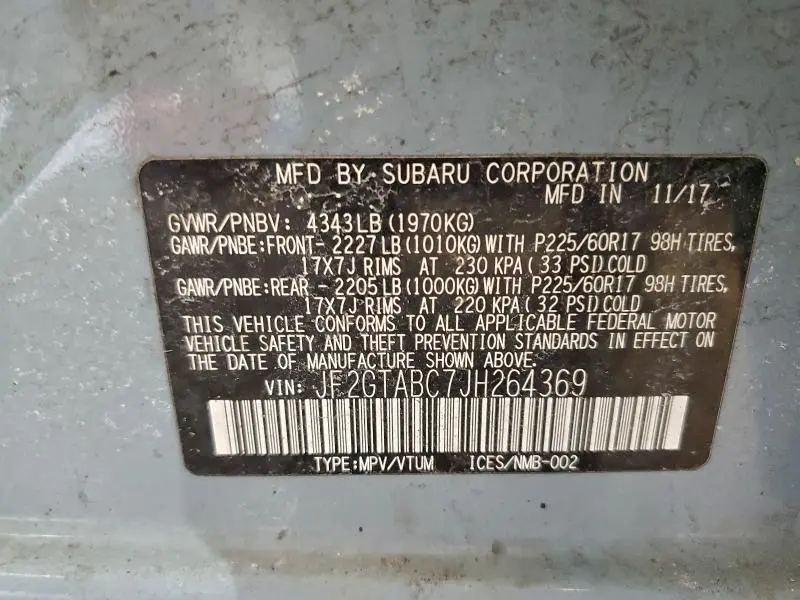 MFD BY SUBARU CORPORATION
MFD IN 11/17
GVWR/PNBV: 4343LB (1970KG)
GAWR/PNBE:FRONT- 2227LB (1010KG) WITH P225/60R17 98H TIRES,
17X7J RIMS AT 230 KPA (33 PSI) COLD
GAWR/PNBE:REAR - 2205LB (1000KG) WITH P225/60R17 98H TIRES,
17X7J RIMS AT 220 KPA (32 PSI) COLD
THIS VEHICLE CONFORMS TO ALL APPLICABLE FEDERAL MOTOR
VEHICLE SAFETY AND THEFT PREVENTION STANDARDS IN EFFECT ON
THE DATE OF MANUFACTURE SHOWN ABOVE.
VIN: JF2GTABC7JH264369
TYPE:MPV/VTUM ICES/NMB-002